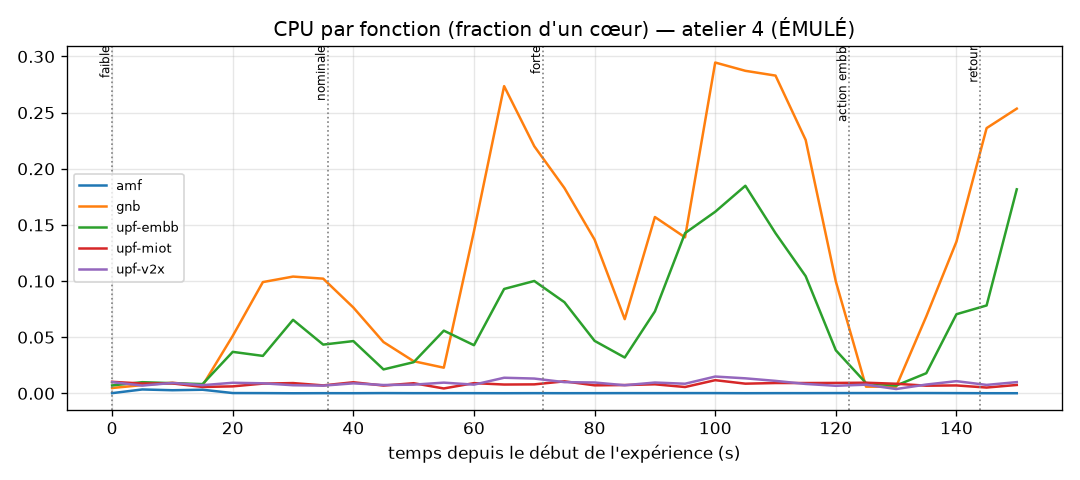 CPU par fonction (fraction d'un cœur) — atelier 4 (ÉMULÉ)
faible
nominale
forte
action embb
retour
0.30
0.25
0.20
0.15
0.10
0.05
0.00
amf
gnb
upf-embb
upf-miot
upf-v2x
0 20 40 60 80 100 120 140
temps depuis le début de l'expérience (s)